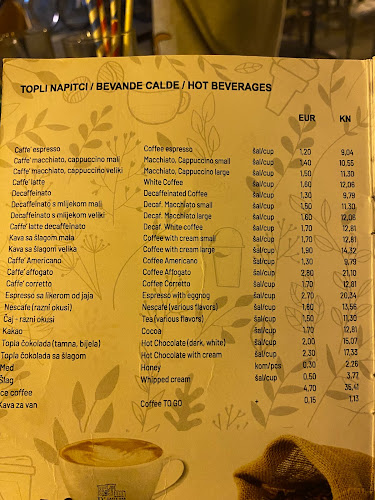 TOPLI NAPITCI / BEVANDE CALDE / HOT BEVERAGES
EUR KN
Caffe' espresso Coffee espresso šal/cup 1,20 9,04
Caffe' macchiato, cappuccino mali Macchiato, Cappuccino small šal/cup 1,40 10,55
Caffe' macchiato, cappuccino veliki Macchiato, Cappuccino large šal/cup 1,50 11,30
Caffe' latte White Coffee šal/cup 1,60 12,06
Decaffeinato Decaffeinated Coffee šal/cup 1,30 9,79
Decaffeinato s mlijekom mali Decaf. Macchiato small šal/cup 1,50 11,30
Decaffeinato s mlijekom veliki Decaf. Macchiato large šal/cup 1,60 12,06
Caffe' latte decaffeinato Decaf. White coffee šal/cup 1,70 12,81
Kava sa šlagom mala Coffee with cream small šal/cup 1,70 12,81
Kava sa šlagom velika Coffee with cream large šal/cup 1,90 14,32
Caffe' Americano Coffee Americano šal/cup 1,30 9,79
Caffe' affogato Coffee Affogato šal/cup 2,80 21,10
Caffe' corretto Coffee Corretto šal/cup 1,70 12,81
Espresso sa likerom od jaja Espresso with eggnog šal/cup 2,70 20,34
Nescafe (razni okusi) Nescafe (various flavors) šal/cup 1,80 13,56
Čaj - razni okusi Tea (various flavors) šal/cup 1,50 11,30
Kakao Cocoa šal/cup 1,70 12,81
Topla čokolada (tamna, bijela) Hot Chocolate (dark, white) šal/cup 2,00 15,07
Topla čokolada sa šlagom Hot Chocolate with cream šal/cup 2,30 17,33
Med Honey kom/pcs 0,30 2,26
Šlag Whipped cream šal/cup 0,50 3,77
Ice coffee 4,70 35,41
Kava za van Coffee TO GO + 0,15 1,13